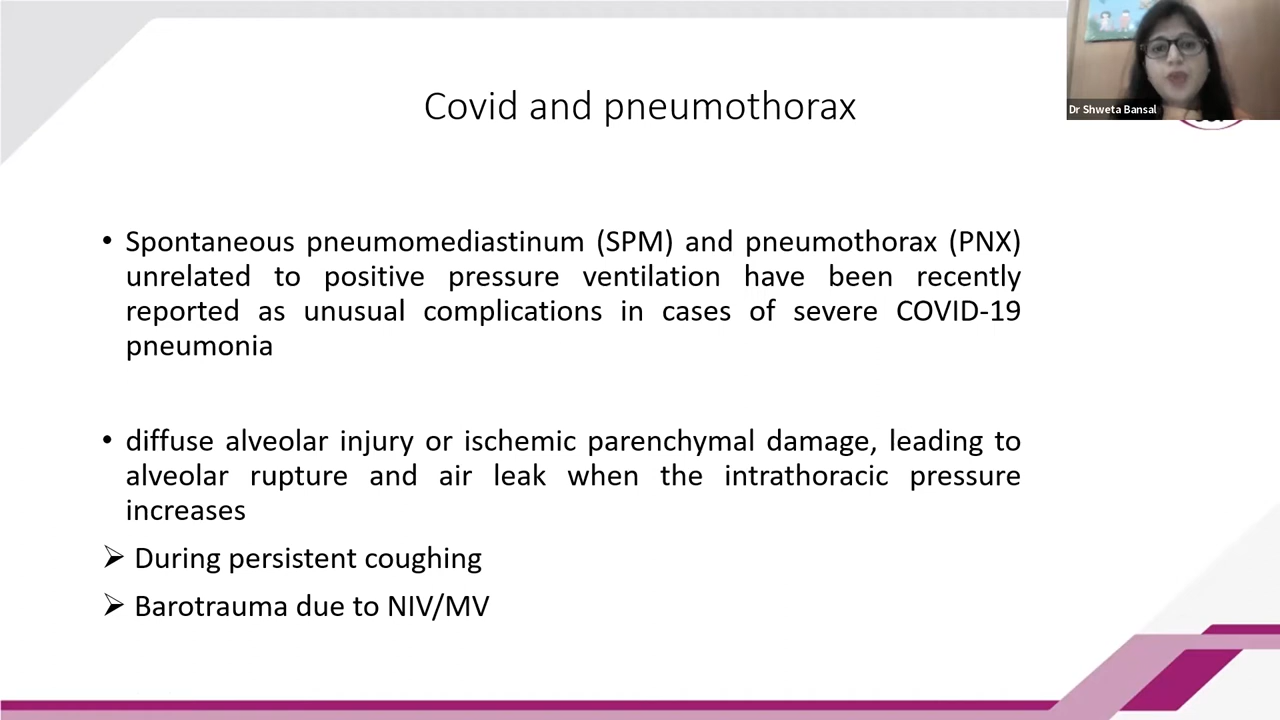 Covid and pneumothorax
Dr Shweta Bansal
• Spontaneous pneumomediastinum (SPM) and pneumothorax (PNX)
unrelated to positive pressure ventilation have been recently
reported as unusual complications in cases of severe COVID-19
pneumonia
• diffuse alveolar injury or ischemic parenchymal damage, leading to
alveolar rupture and air leak when the intrathoracic pressure
increases
➢ During persistent coughing
➢ Barotrauma due to NIV/MV